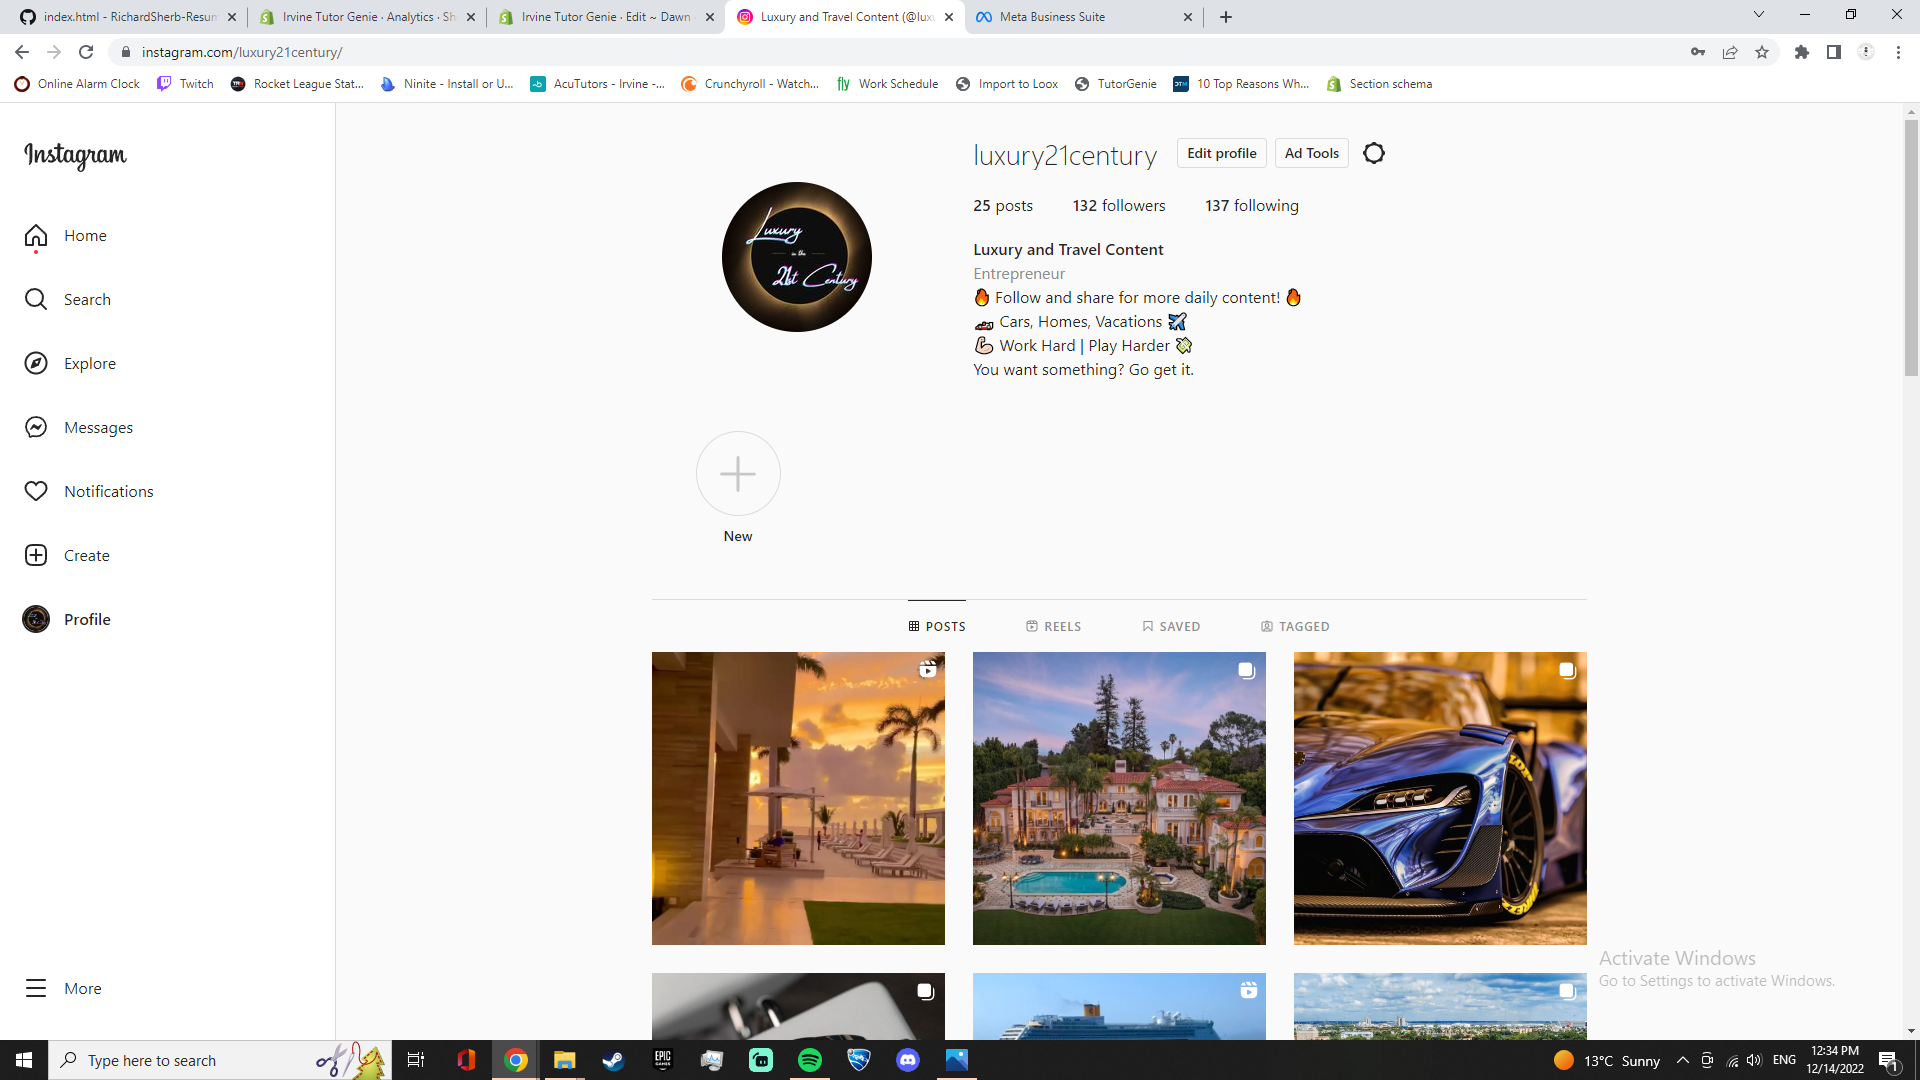 index.html - RichardSherb-Resum
Irvine Tutor Genie · Analytics · Sh
Irvine Tutor Genie · Edit ~ Dawn
Luxury and Travel Content (@luxu
Meta Business Suite
instagram.com/luxury21century/
Online Alarm Clock
Twitch
Rocket League Stat...
Ninite - Install or U...
AcuTutors - Irvine -...
Crunchyroll - Watch...
fly Work Schedule
Import to Loox
TutorGenie
10 Top Reasons Wh...
Section schema
Instagram
Home
Search
Explore
Messages
Notifications
Create
Profile
More
Luxury
in the
21st Century
luxury21century
Edit profile
Ad Tools
25 posts
132 followers
137 following
Luxury and Travel Content
Entrepreneur
🔥 Follow and share for more daily content! 🔥
🏎 Cars, Homes, Vacations ✈
💪🏻 Work Hard | Play Harder 💸
You want something? Go get it.
New
POSTS
REELS
SAVED
TAGGED
Activate Windows
Go to Settings to activate Windows.
Type here to search
EPIC
GAMES
13°C Sunny
ENG
12:34 PM
12/14/2022
1